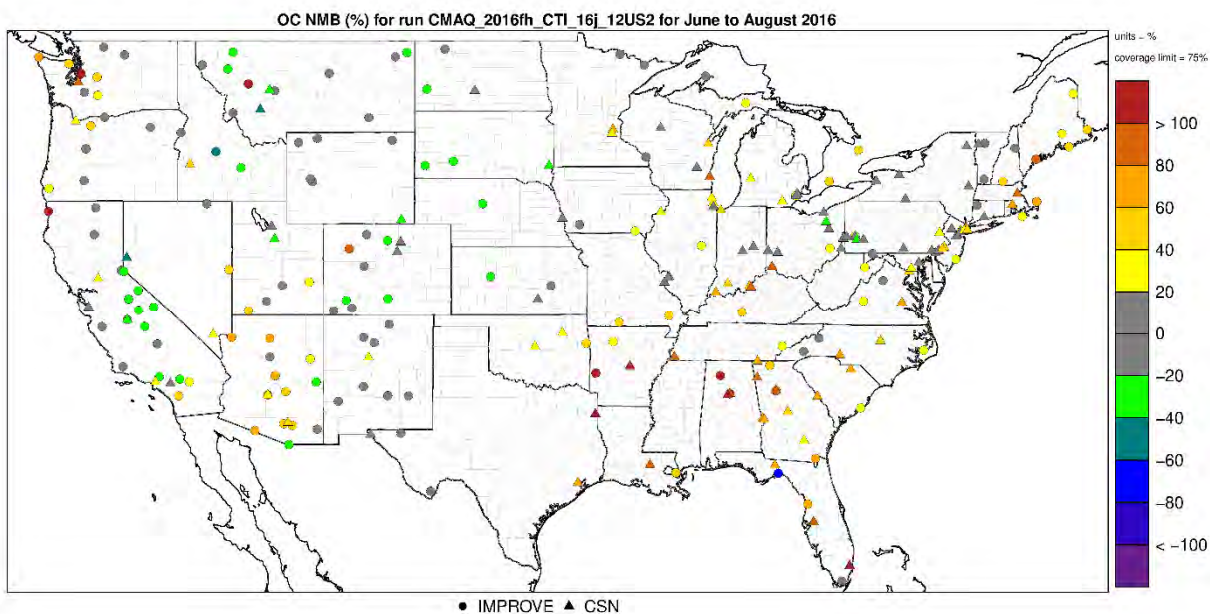 OC NMB (%) for run CMAQ_2016fh_CTI_16j_12US2 for June to August 2016
units = %
coverage limit = 75%
> 100
80
60
40
20
0
−20
−40
−60
−80
< −100
● IMPROVE ▲ CSN